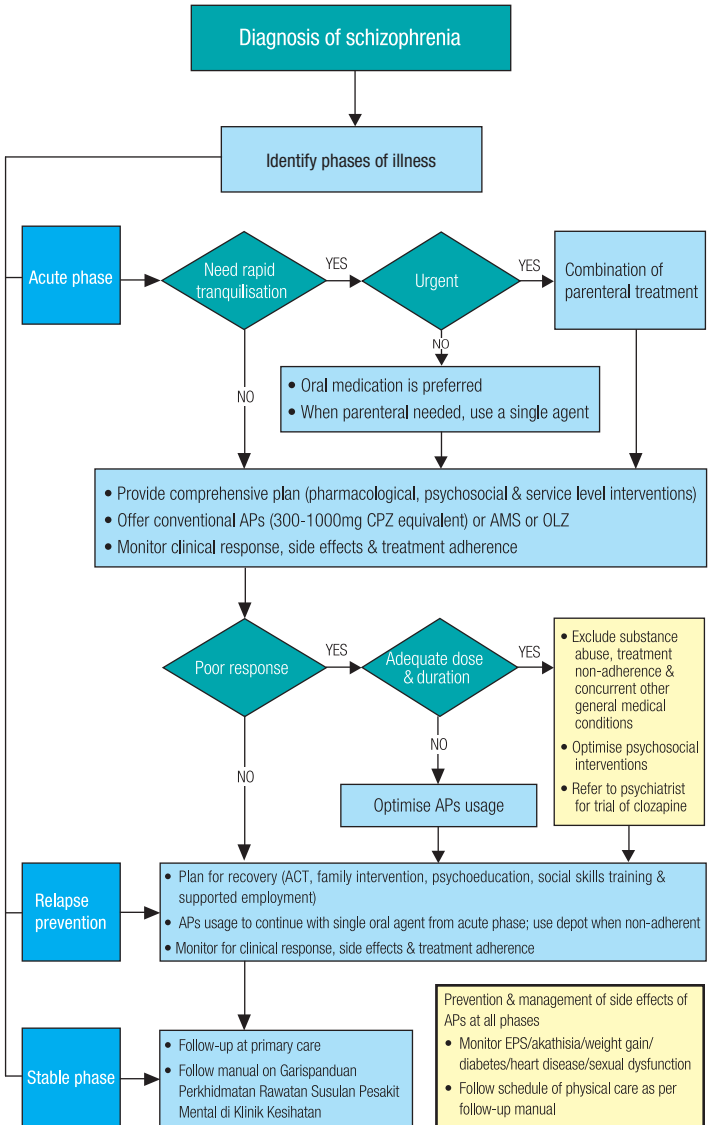 Diagnosis of schizophrenia
Identify phases of illness
Acute phase
Need rapid
tranquilisation
YES
Urgent
YES
Combination of
parenteral treatment
NO
NO
• Oral medication is preferred
• When parenteral needed, use a single agent
• Provide comprehensive plan (pharmacological, psychosocial & service level interventions)
• Offer conventional APs (300-1000mg CPZ equivalent) or AMS or OLZ
• Monitor clinical response, side effects & treatment adherence
Poor response
YES
Adequate dose
& duration
YES
• Exclude substance
abuse, treatment
non-adherence &
concurrent other
general medical
conditions
• Optimise psychosocial
interventions
• Refer to psychiatrist
for trial of clozapine
NO
NO
Optimise APs usage
Relapse
prevention
• Plan for recovery (ACT, family intervention, psychoeducation, social skills training &
supported employment)
• APs usage to continue with single oral agent from acute phase; use depot when non-adherent
• Monitor for clinical response, side effects & treatment adherence
Stable phase
• Follow-up at primary care
• Follow manual on Garispanduan
Perkhidmatan Rawatan Susulan Pesakit
Mental di Klinik Kesihatan
Prevention & management of side effects of
APs at all phases
• Monitor EPS/akathisia/weight gain/
diabetes/heart disease/sexual dysfunction
• Follow schedule of physical care as per
follow-up manual